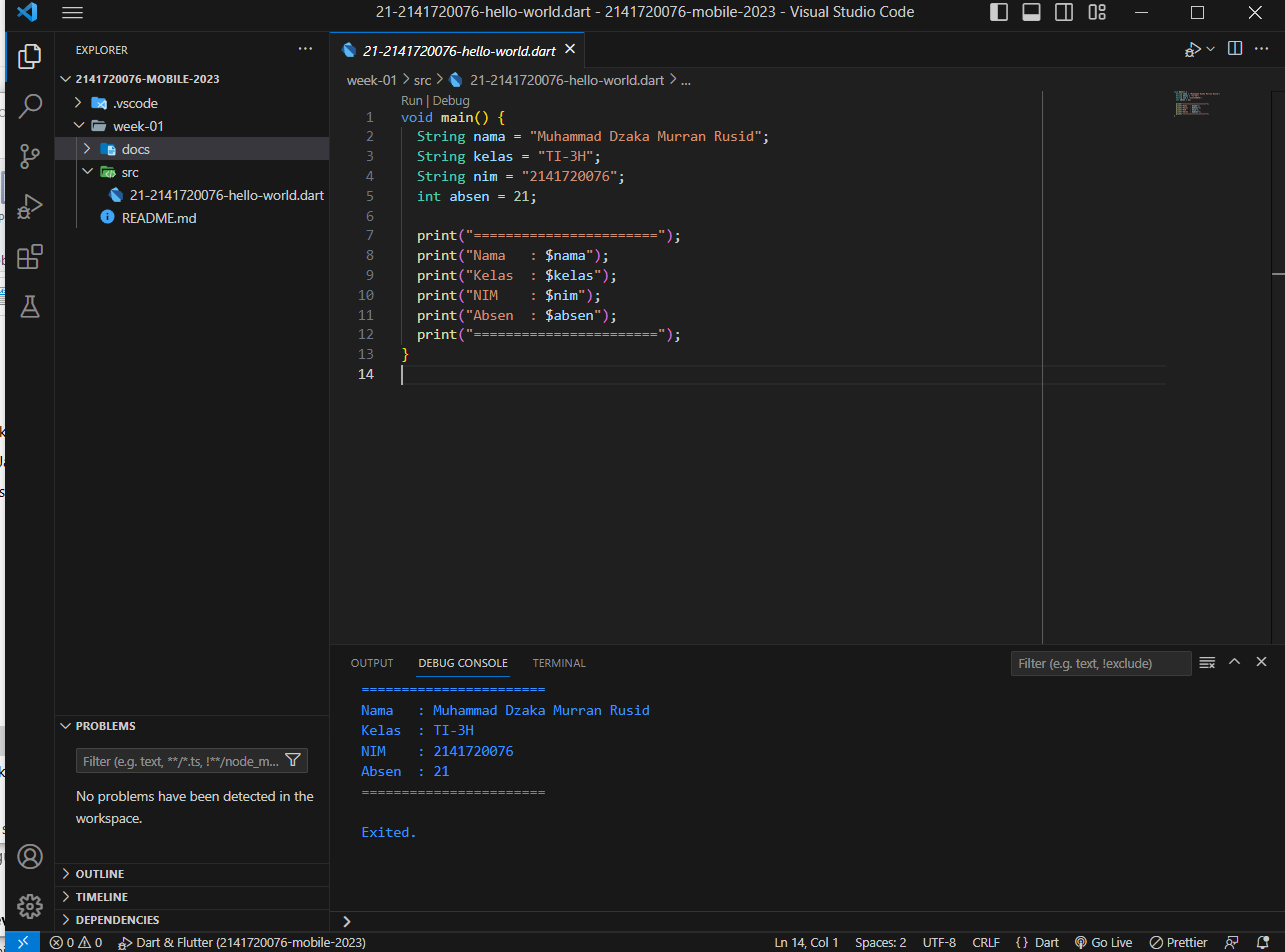 21-2141720076-hello-world.dart - 2141720076-mobile-2023 - Visual Studio Code
EXPLORER
2141720076-MOBILE-2023
.vscode
week-01
docs
src
21-2141720076-hello-world.dart
README.md
PROBLEMS
Filter (e.g. text, **/*.ts, !**/node_m...
No problems have been detected in the
workspace.
OUTLINE
TIMELINE
DEPENDENCIES
21-2141720076-hello-world.dart
week-01 > src > 21-2141720076-hello-world.dart > ...
Run | Debug
1 void main() {
2   String nama = "Muhammad Dzaka Murran Rusid";
3   String kelas = "TI-3H";
4   String nim = "2141720076";
5   int absen = 21;
6
7   print("=======================");
8   print("Nama   : $nama");
9   print("Kelas  : $kelas");
10   print("NIM    : $nim");
11   print("Absen  : $absen");
12   print("=======================");
13 }
14
OUTPUT DEBUG CONSOLE TERMINAL
Filter (e.g. text, !exclude)
=======================
Nama   : Muhammad Dzaka Murran Rusid
Kelas  : TI-3H
NIM    : 2141720076
Absen  : 21
=======================
Exited.
0 0 Dart & Flutter (2141720076-mobile-2023) Ln 14, Col 1 Spaces: 2 UTF-8 CRLF { } Dart Go Live Prettier